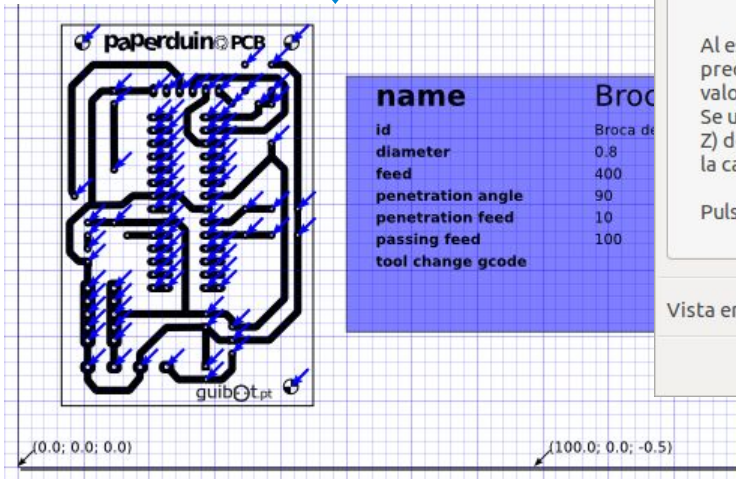 paperduino PCB
guibot.pt
name Broc
id Broca de
diameter 0.8
feed 400
penetration angle 90
penetration feed 10
passing feed 100
tool change gcode
Al es
prec
valo
Se u
Z) d
la ca
Puls
Vista en
(0.0; 0.0; 0.0)
(100.0; 0.0; -0.5)